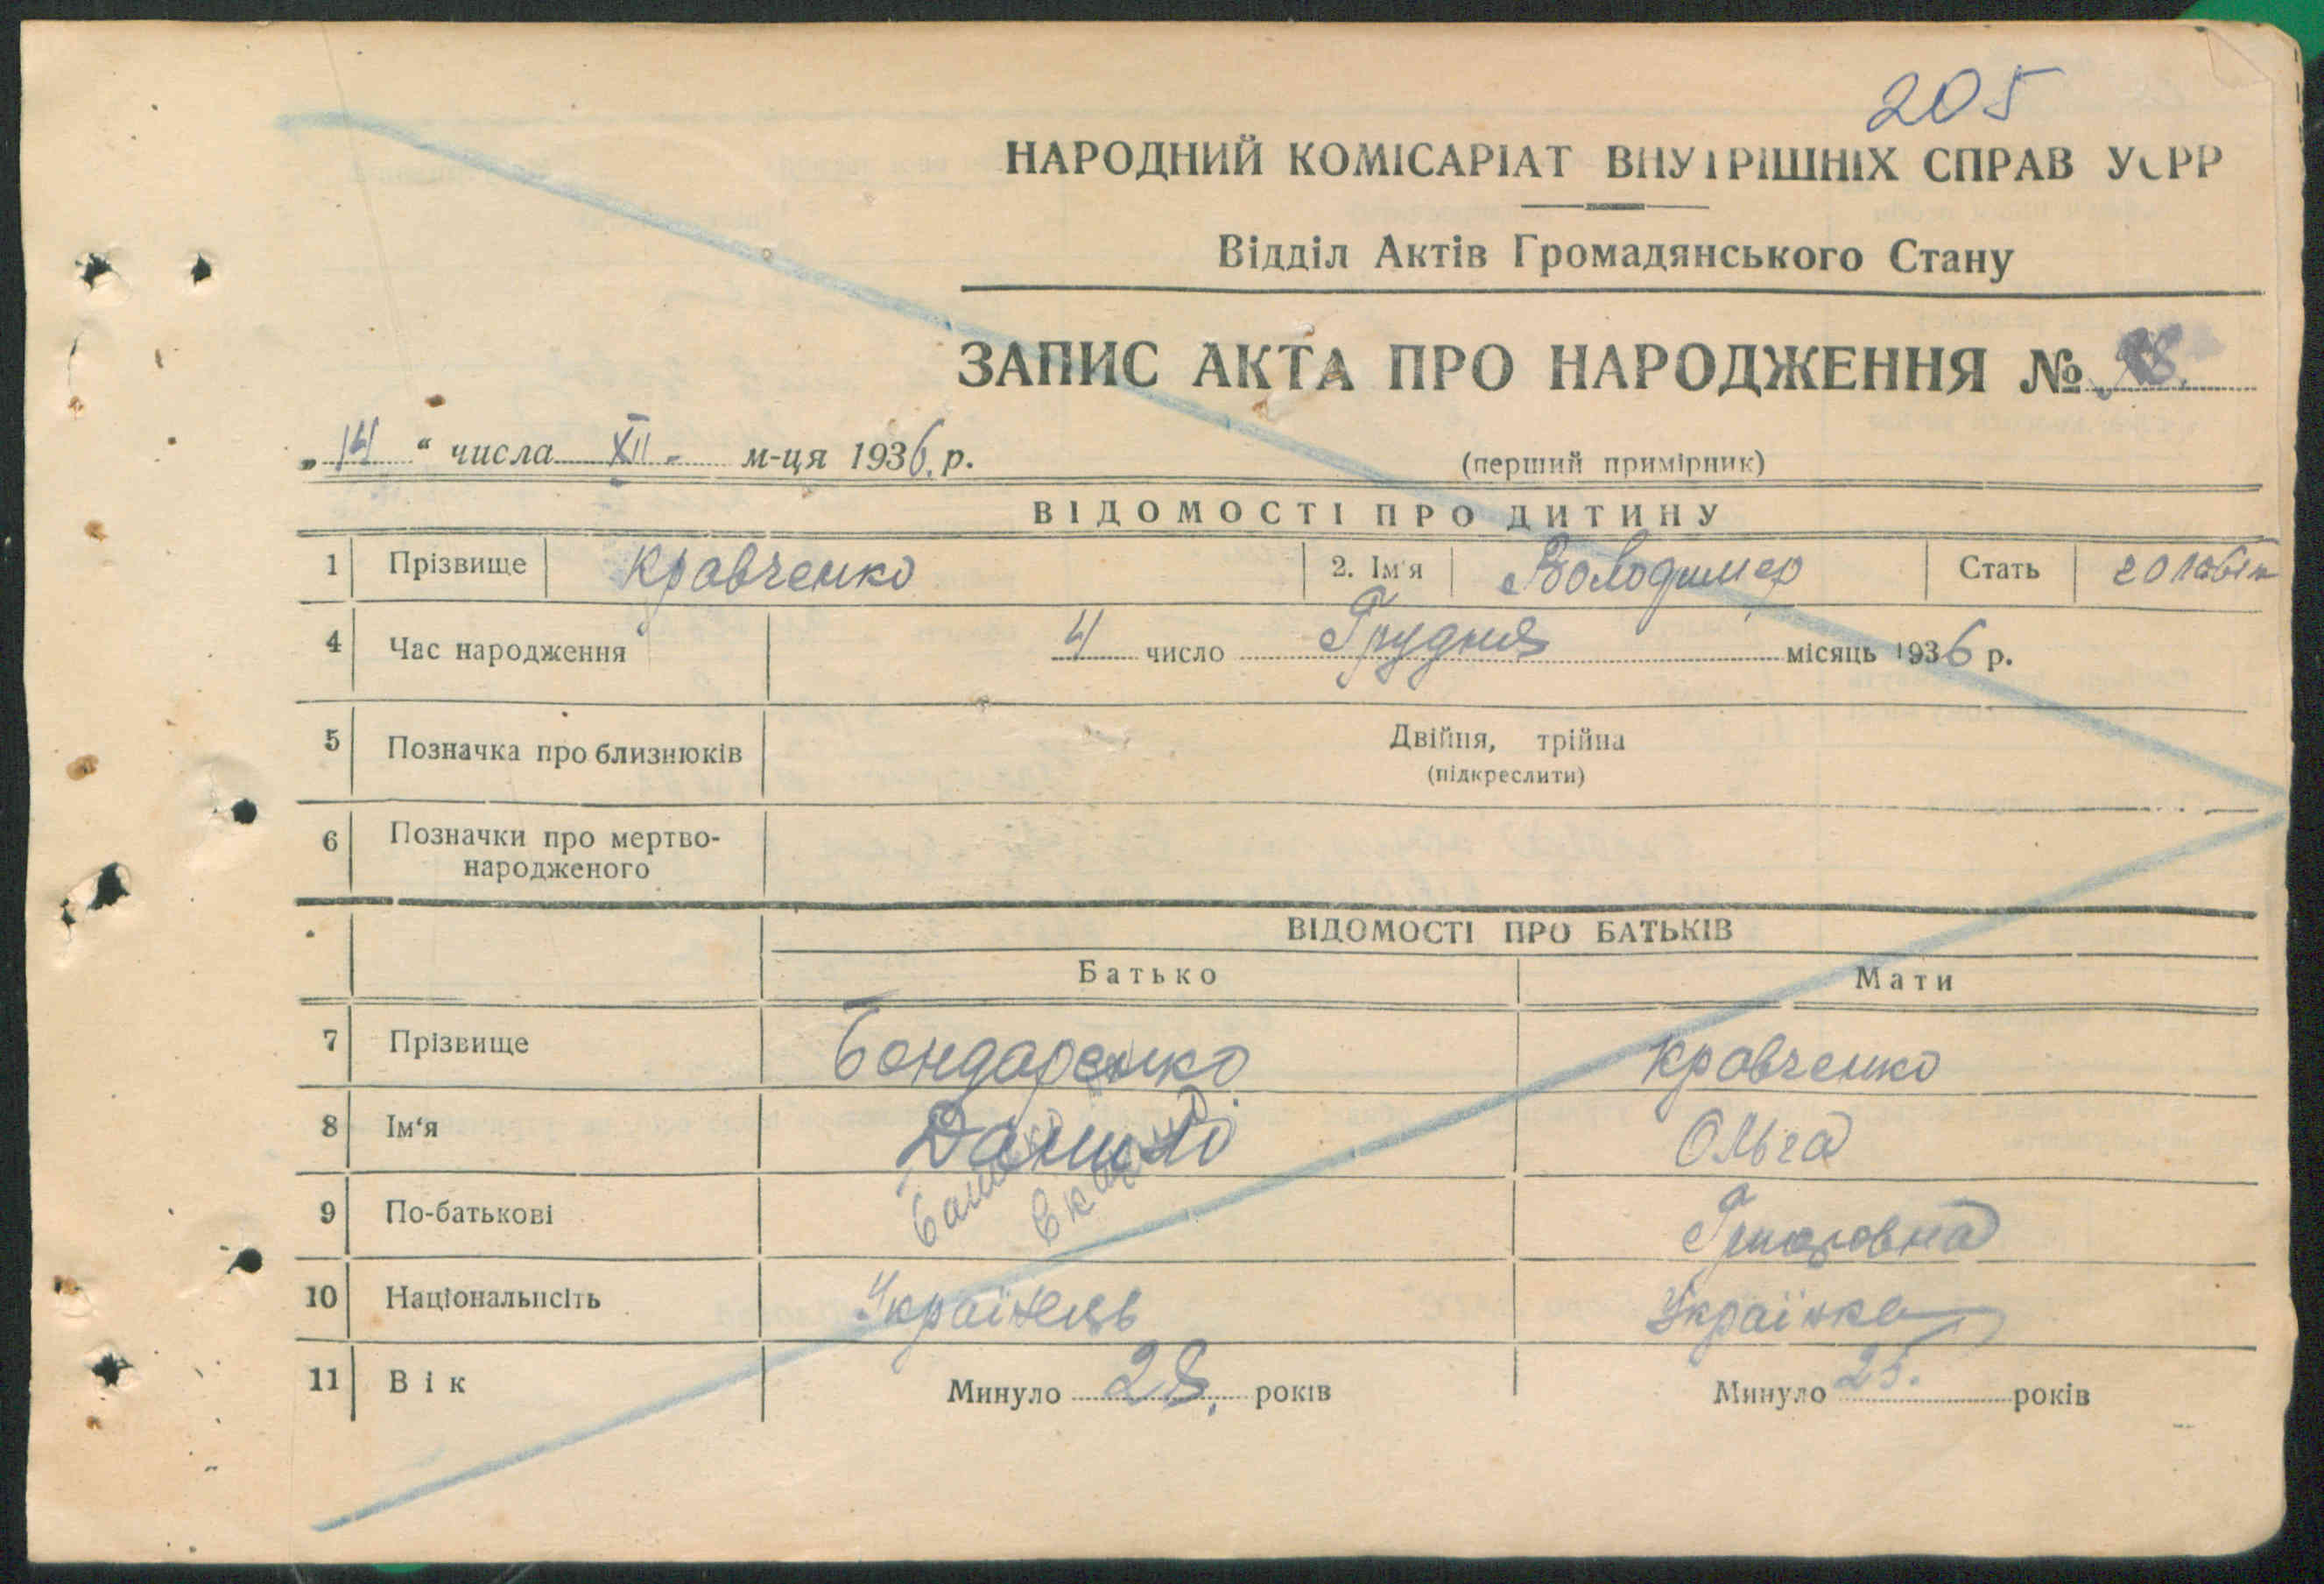 205
НАРОДНИЙ КОМІСАРІАТ ВНУТРІШНІХ СПРАВ УСРР
Відділ Актів Громадянського Стану
ЗАПИС АКТА ПРО НАРОДЖЕННЯ №
„14“ числа XII м-ця 1936. р.
(перший примірник)
ВІДОМОСТІ ПРО ДИТИНУ
1 Прізвище Кравченко 2. Ім'я Володимер Стать
4 Час народження 4 число Грудня місяць 1936 р.
5 Позначка про близнюків Двійня, трійна
(підкреслити)
6 Позначки про мертво-
народженого
ВІДОМОСТІ ПРО БАТЬКІВ
Батько Мати
7 Прізвище Бондаренко Кравченко
8 Ім'я Данило Ольга
9 По-батькові
10 Національнсіть Українець Українка
11 Вік Минуло 28. років Минуло 25. років